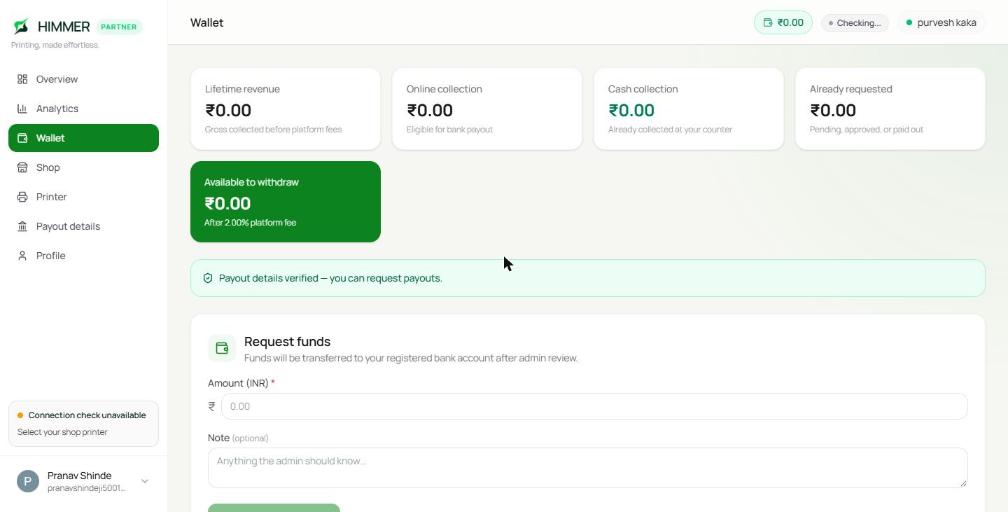 HIMMER PARTNER
Printing, made effortless.
Overview
Analytics
Wallet
Shop
Printer
Payout details
Profile
Connection check unavailable
Select your shop printer
P
Pranav Shinde
pranavshindeji5001...
Wallet
₹0.00
Checking...
purvesh kaka
Lifetime revenue
₹0.00
Gross collected before platform fees
Online collection
₹0.00
Eligible for bank payout
Cash collection
₹0.00
Already collected at your counter
Already requested
₹0.00
Pending, approved, or paid out
Available to withdraw
₹0.00
After 2.00% platform fee
Payout details verified — you can request payouts.
Request funds
Funds will be transferred to your registered bank account after admin review.
Amount (INR) *
₹ 0.00
Note (optional)
Anything the admin should know...